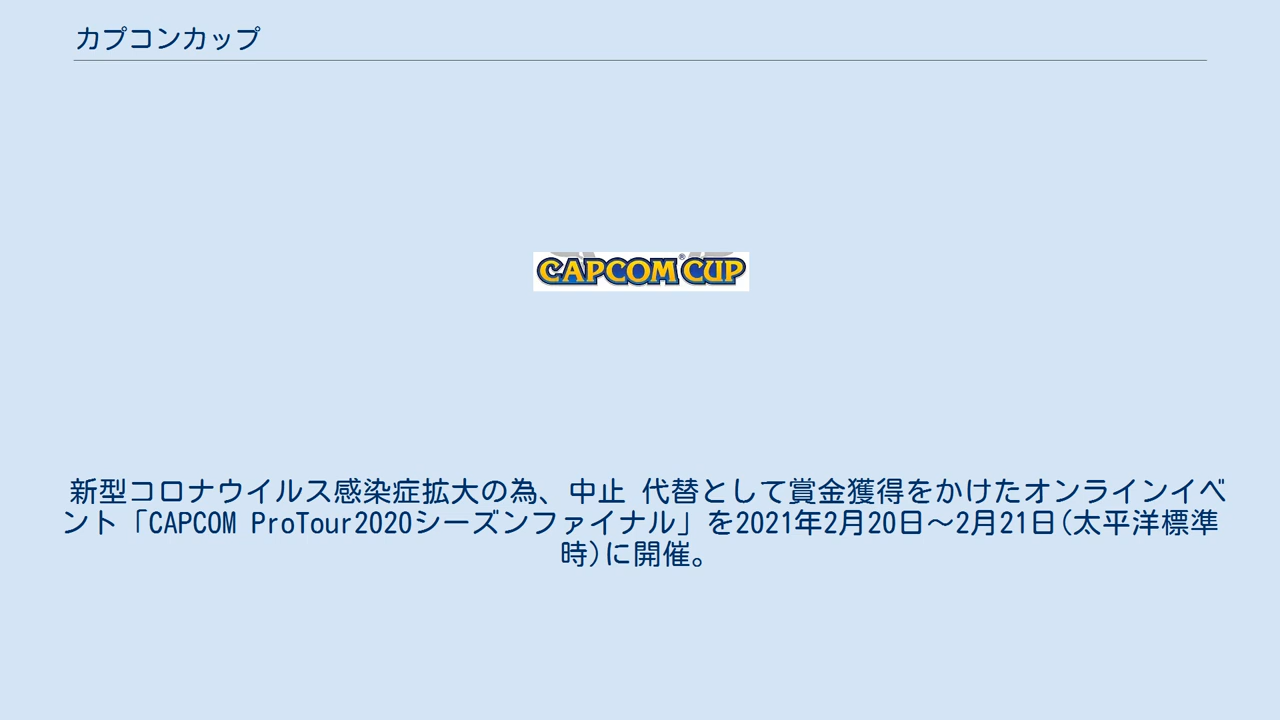 カプコンカップ
CAPCOM® CUP
新型コロナウイルス感染症拡大の為、中止 代替として賞金獲得をかけたオンラインイベ
ント「CAPCOM ProTour2020シーズンファイナル」を2021年2月20日〜2月21日(太平洋標準
時)に開催。